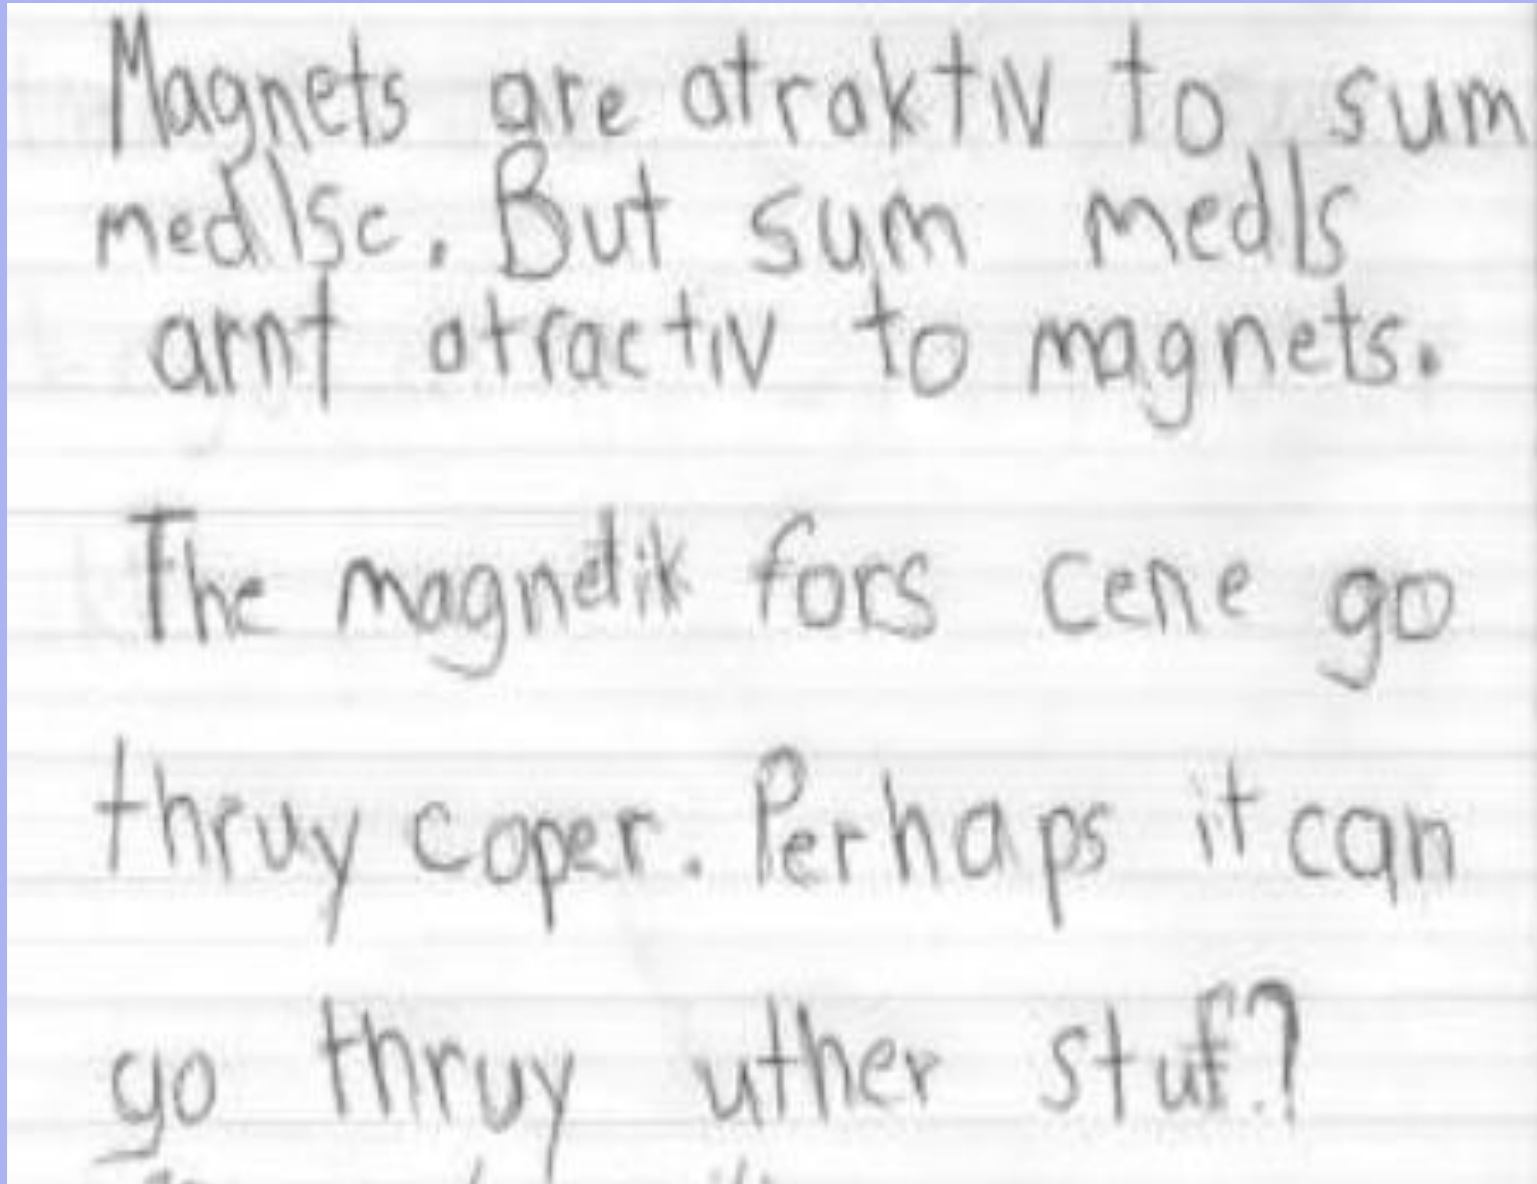 Magnets are atraktiv to sum
medlsc. But sum medls
arnt atractiv to magnets.
The magnetik fors cene go
thruy coper. Perhaps it can
go thruy uther stuf?